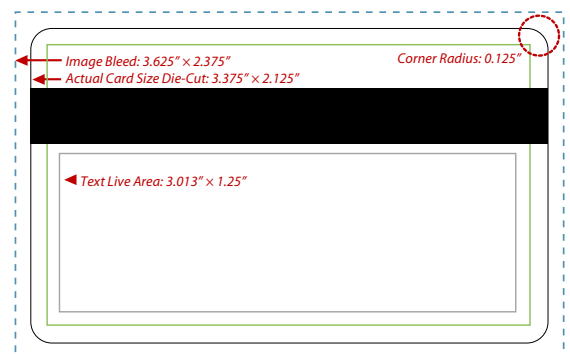 Image Bleed: 3.625” × 2.375” Corner Radius: 0.125”
Actual Card Size Die-Cut: 3.375” × 2.125”
Text Live Area: 3.013” × 1.25”